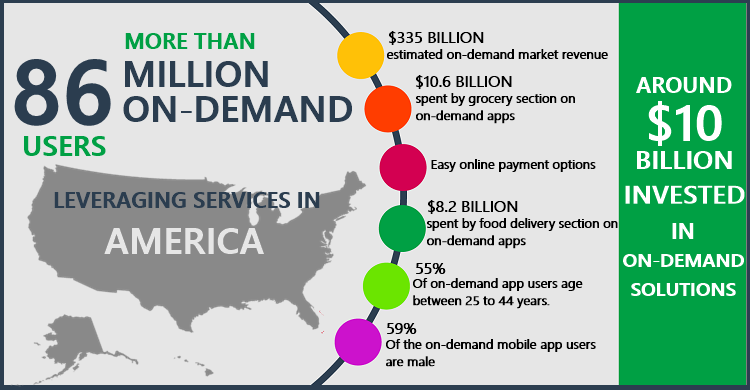 MORE THAN
86 MILLION
ON-DEMAND
USERS
LEVERAGING SERVICES IN
AMERICA
$335 BILLION
estimated on-demand market revenue
$10.6 BILLION
spent by grocery section on
on-demand apps
Easy online payment options
$8.2 BILLION
spent by food delivery section on
on-demand apps
55%
Of on-demand app users age
between 25 to 44 years.
59%
Of the on-demand mobile app users
are male
AROUND
$10
BILLION
INVESTED
IN
ON-DEMAND
SOLUTIONS